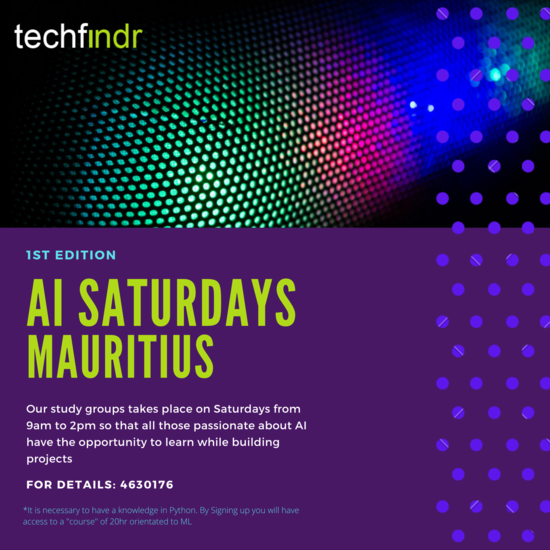 techfindr
1ST EDITION
AI SATURDAYS
MAURITIUS
Our study groups takes place on Saturdays from
9am to 2pm so that all those passionate about AI
have the opportunity to learn while building
projects
FOR DETAILS: 4630176
*It is necessary to have a knowledge in Python. By Signing up you will have
access to a "course" of 20hr orientated to ML